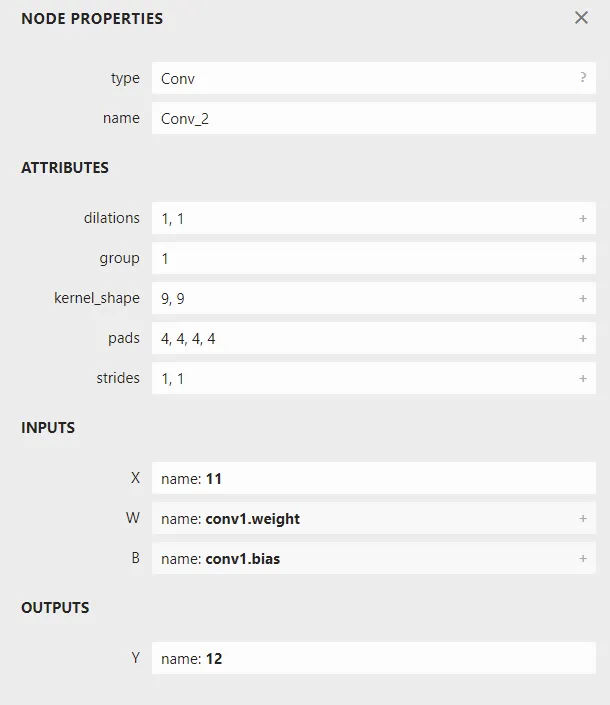 NODE PROPERTIES ×
type Conv ?
name Conv_2
ATTRIBUTES
dilations 1, 1 +
group 1 +
kernel_shape 9, 9 +
pads 4, 4, 4, 4 +
strides 1, 1 +
INPUTS
X name: 11
W name: conv1.weight +
B name: conv1.bias +
OUTPUTS
Y name: 12